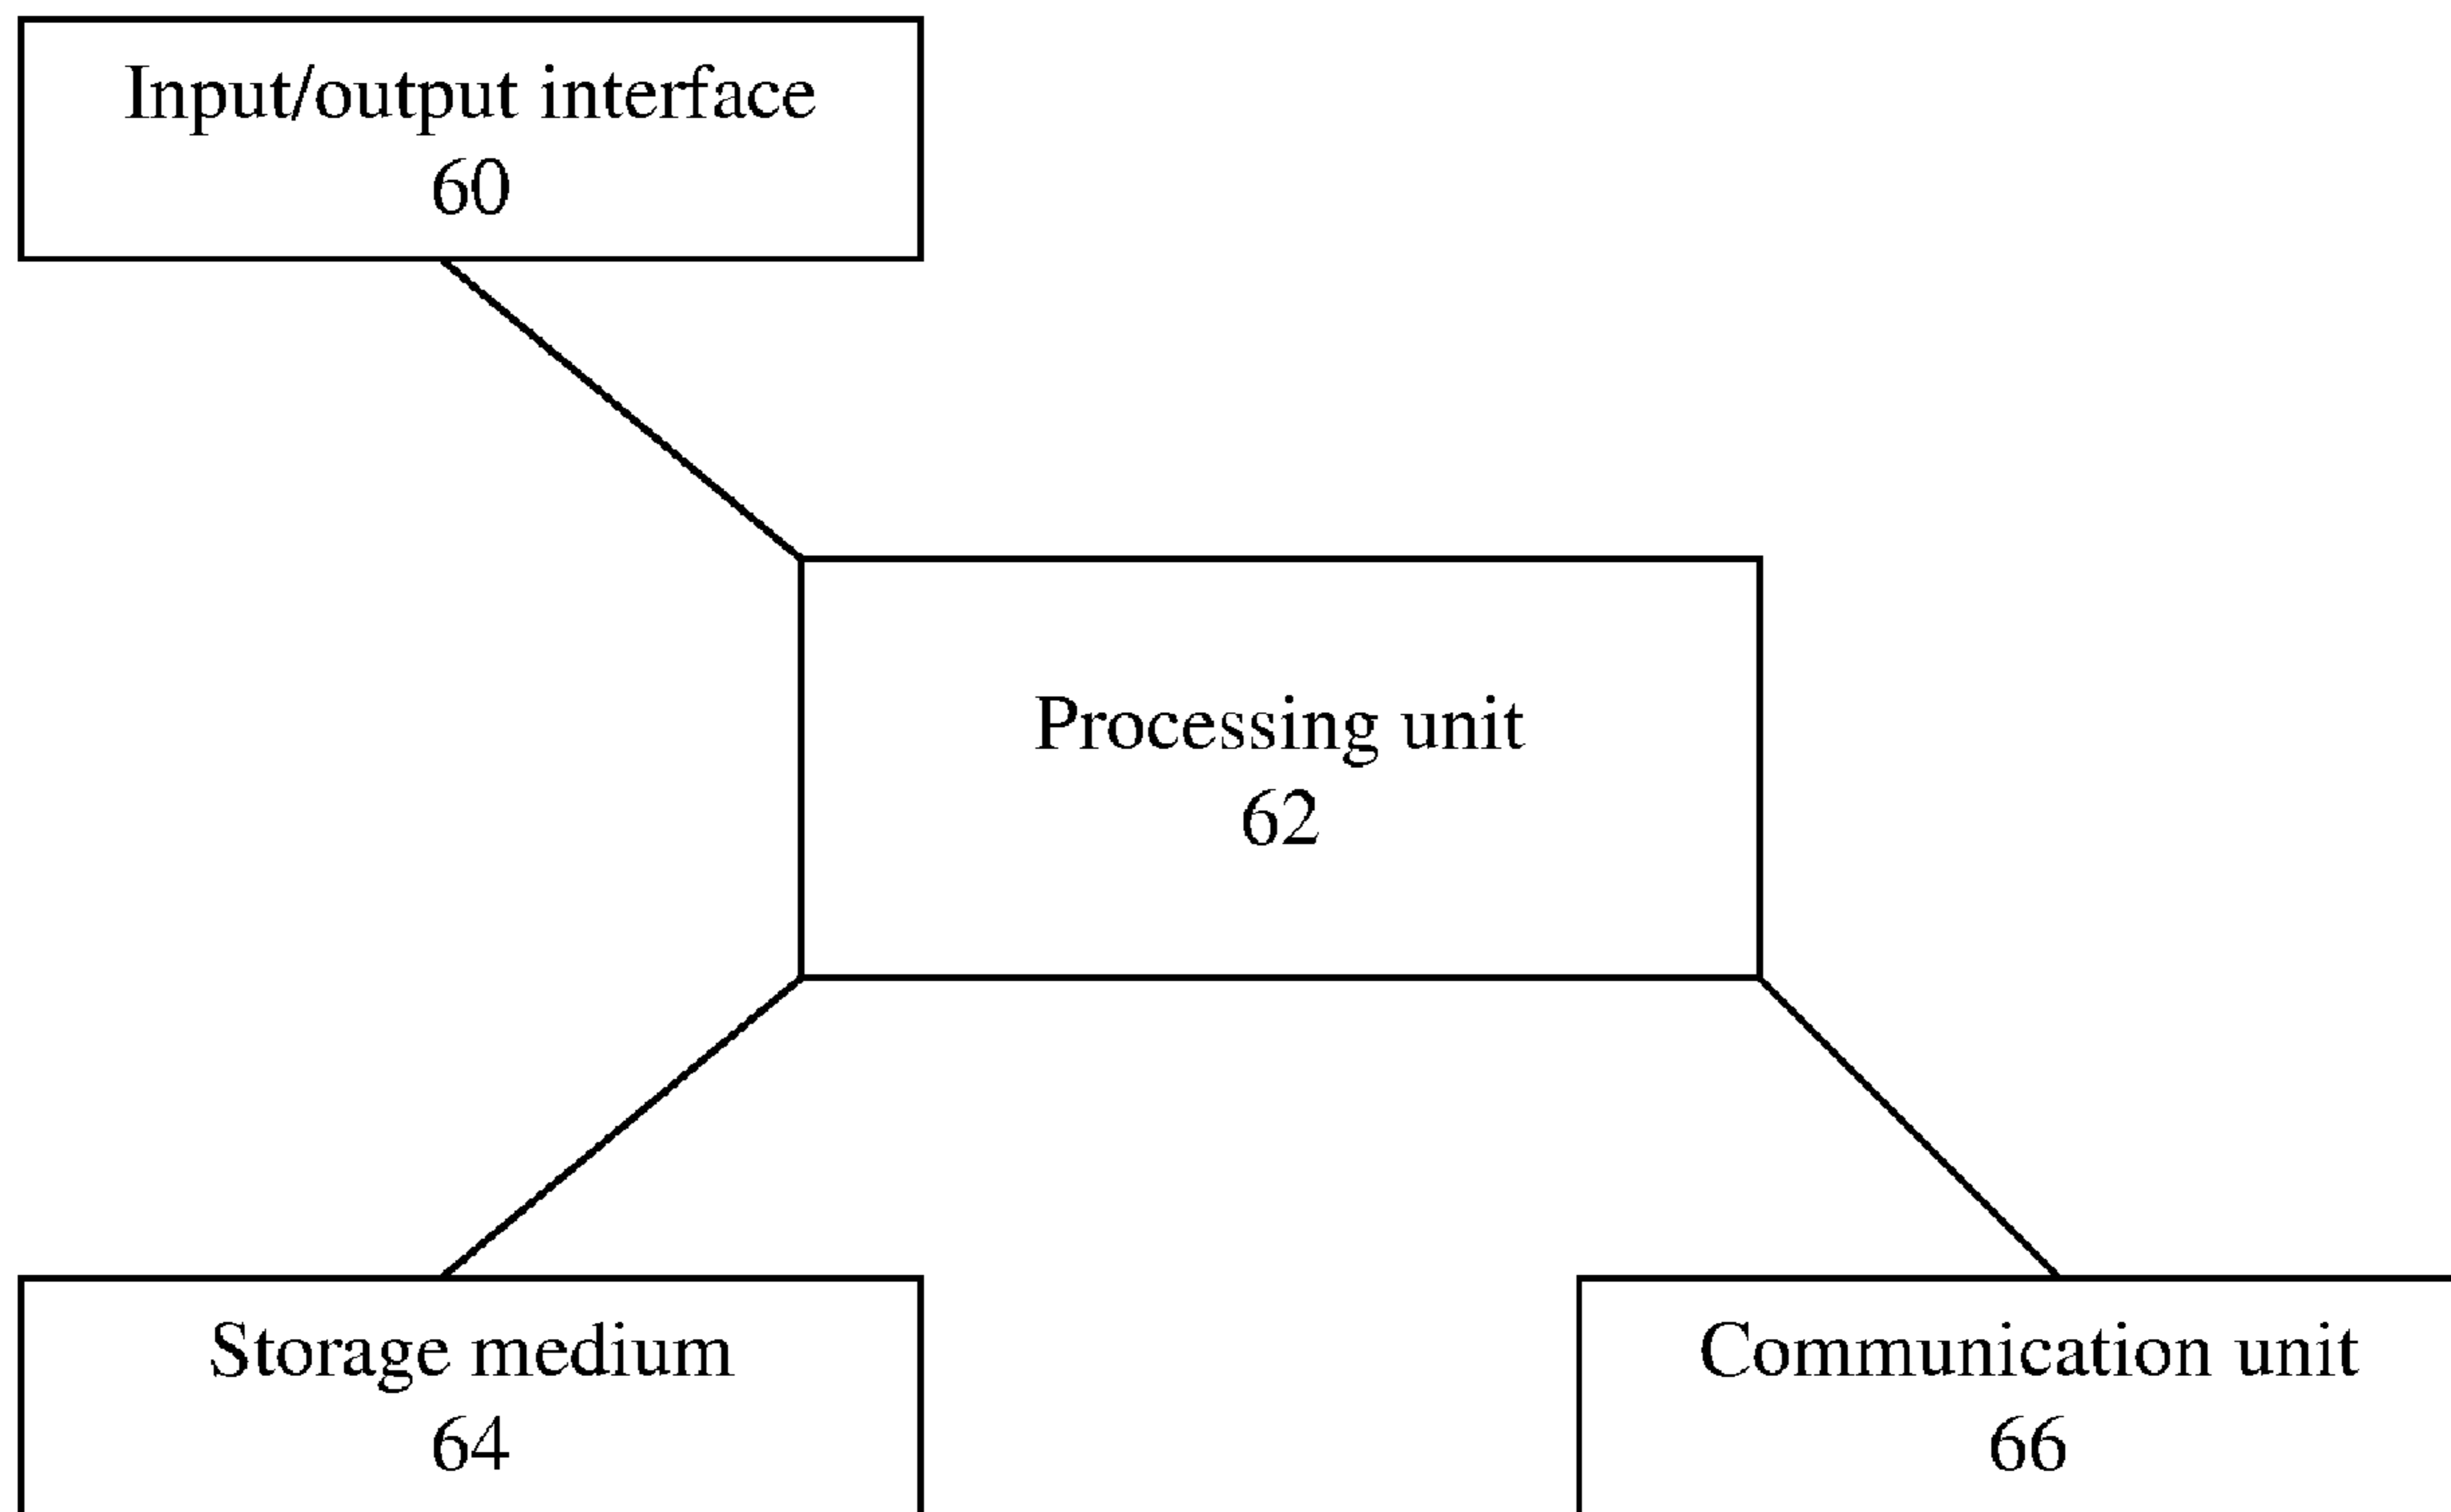 Input/output interface
60
Processing unit
62
Storage medium
64
Communication unit
66